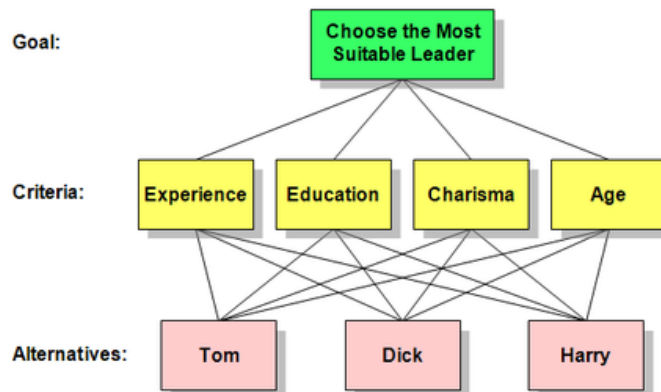 Goal:
Choose the Most
Suitable Leader
Criteria:
Experience
Education
Charisma
Age
Alternatives:
Tom
Dick
Harry